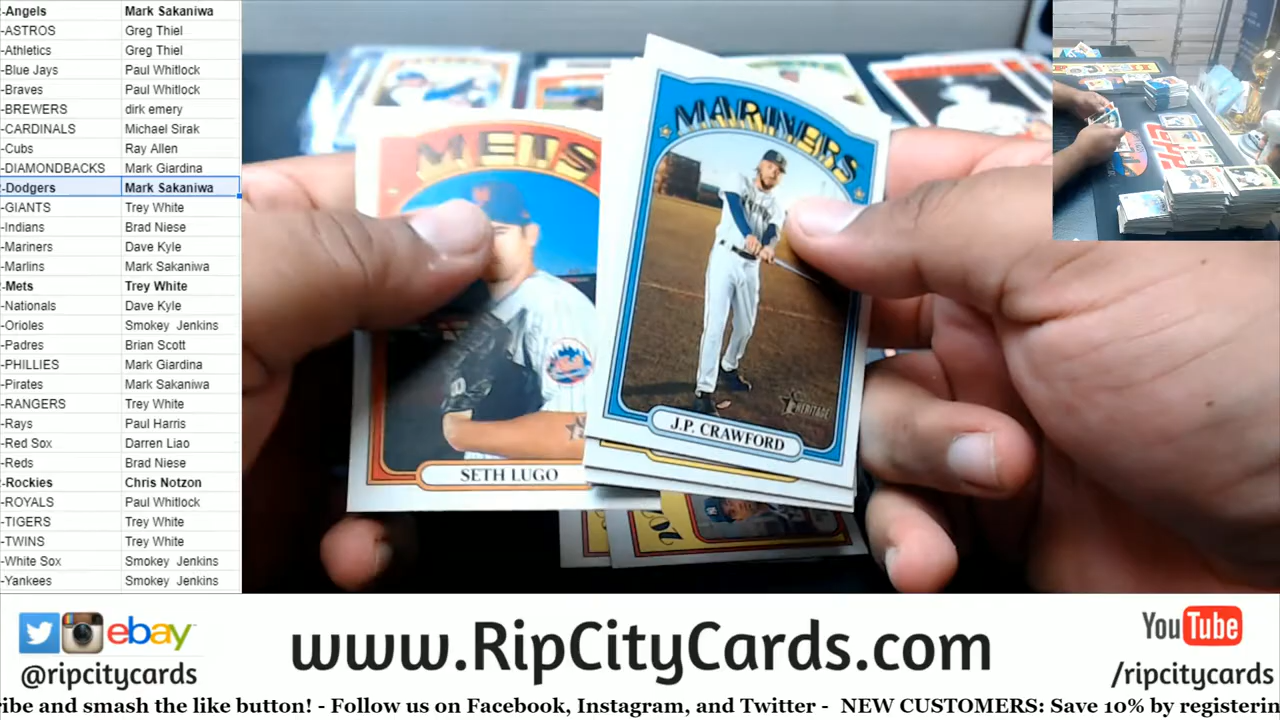 -Angels Mark Sakaniwa
-ASTROS Greg Thiel
-Athletics Greg Thiel
-Blue Jays Paul Whitlock
-Braves Paul Whitlock
-BREWERS dirk emery
-CARDINALS Michael Sirak
-Cubs Ray Allen
-DIAMONDBACKS Mark Giardina
-Dodgers Mark Sakaniwa
-GIANTS Trey White
-Indians Brad Niese
-Mariners Dave Kyle
-Marlins Mark Sakaniwa
-Mets Trey White
-Nationals Dave Kyle
-Orioles Smokey Jenkins
-Padres Brian Scott
-PHILLIES Mark Giardina
-Pirates Mark Sakaniwa
-RANGERS Trey White
-Rays Paul Harris
-Red Sox Darren Liao
-Reds Brad Niese
-Rockies Chris Notzon
-ROYALS Paul Whitlock
-TIGERS Trey White
-TWINS Trey White
-White Sox Smokey Jenkins
-Yankees Smokey Jenkins
METS
SETH LUGO
MARINERS
HERITAGE
J.P. CRAWFORD
ebay
@ripcitycards
www.RipCityCards.com
YouTube
/ripcitycards
ribe and smash the like button! - Follow us on Facebook, Instagram, and Twitter - NEW CUSTOMERS: Save 10% by registerin